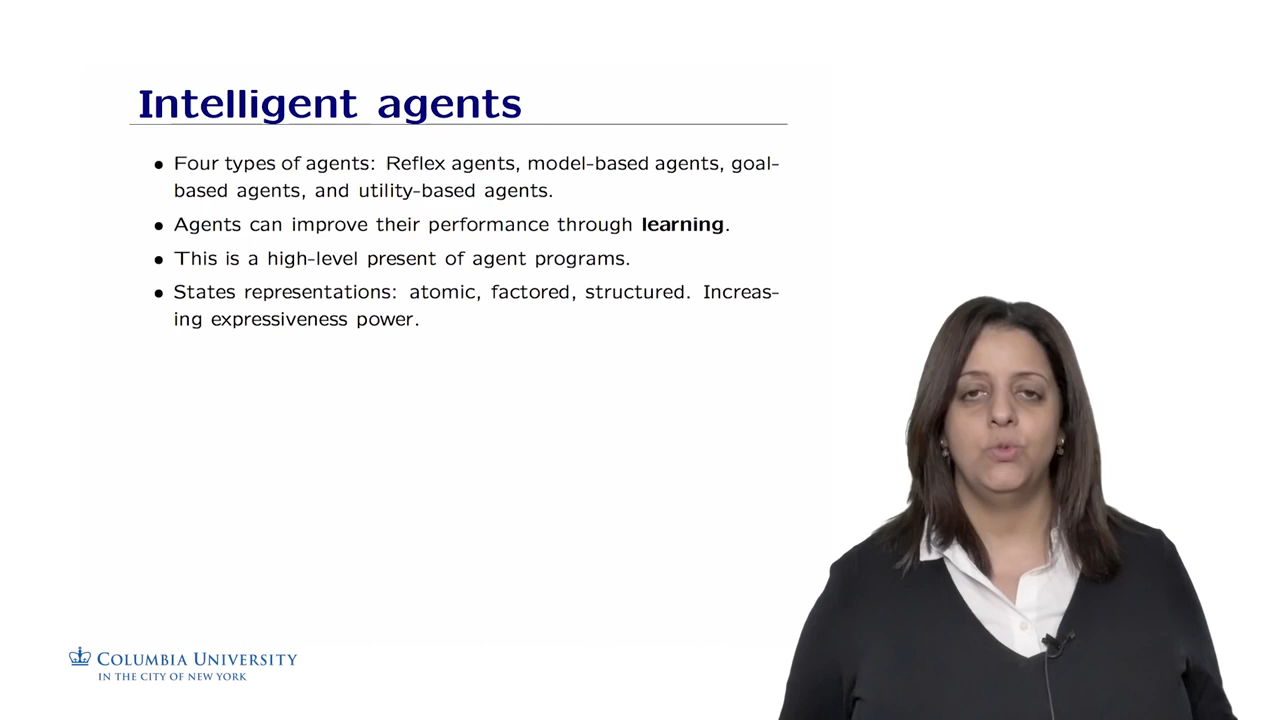 Intelligent agents
• Four types of agents: Reflex agents, model-based agents, goal-
based agents, and utility-based agents.
• Agents can improve their performance through learning.
• This is a high-level present of agent programs.
• States representations: atomic, factored, structured. Increas-
ing expressiveness power.
COLUMBIA UNIVERSITY
IN THE CITY OF NEW YORK